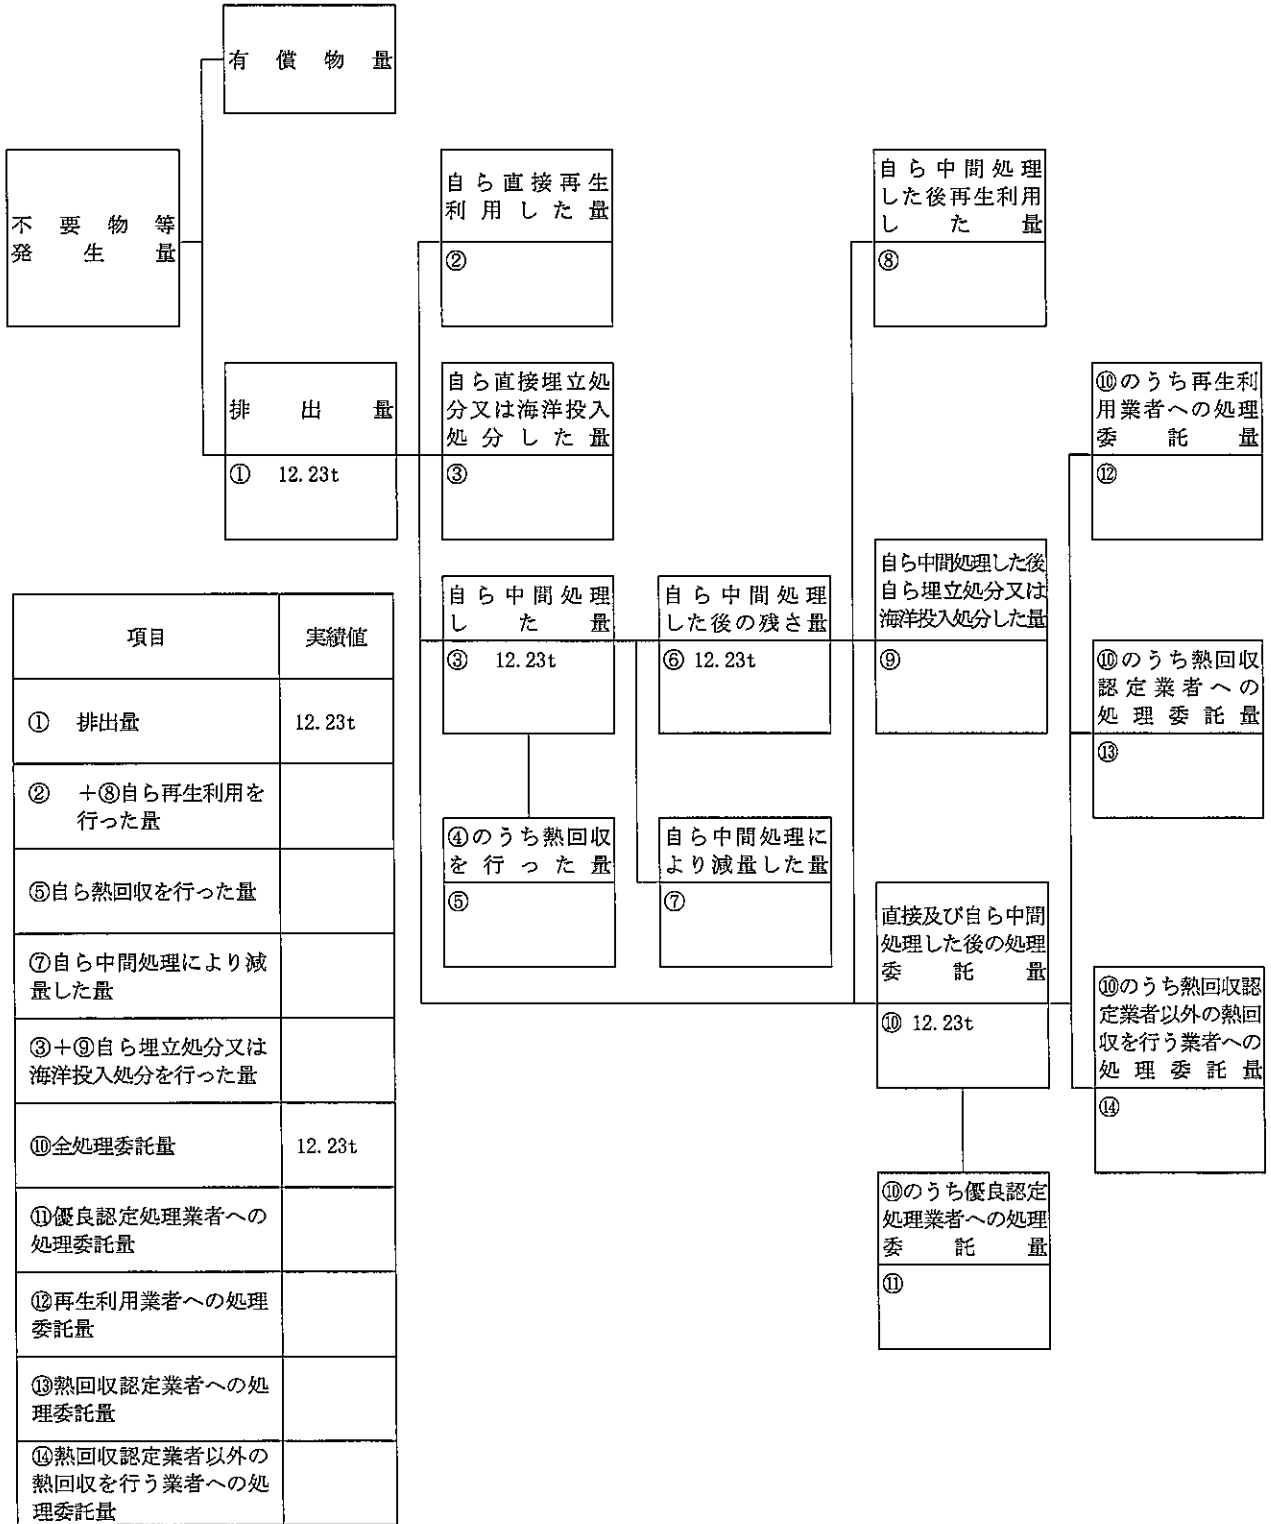 有償物量
不要物等
発生量
排出量
① 12.23t
自ら直接再生
利用した量
②
自ら直接埋立処
分又は海洋投入
処分した量
③
自ら中間処理
した量
③ 12.23t
④のうち熱回収
を行った量
⑤
自ら中間処理
した後の残さ量
⑥ 12.23t
自ら中間処理に
より減量した量
⑦
自ら中間処理
した後再生利用
した量
⑧
自ら中間処理した後
自ら埋立処分又は
海洋投入処分した量
⑨
直接及び自ら中間
処理した後の処理
委託量
⑩ 12.23t
⑩のうち優良認定
処理業者への処理
委託量
⑪
⑩のうち再生利
用業者への処理
委託量
⑫
⑩のうち熱回収
認定業者への
処理委託量
⑬
⑩のうち熱回収認
定業者以外の熱回
収を行う業者への
処理委託量
⑭
項目 実績値
① 排出量 12.23t
② +⑧自ら再生利用を
行った量
⑤自ら熱回収を行った量
⑦自ら中間処理により減
量した量
③+⑨自ら埋立処分又は
海洋投入処分を行った量
⑩全処理委託量 12.23t
⑪優良認定処理業者への
処理委託量
⑫再生利用業者への処理
委託量
⑬熱回収認定業者への処
理委託量
⑭熱回収認定業者以外の
熱回収を行う業者への処
理委託量